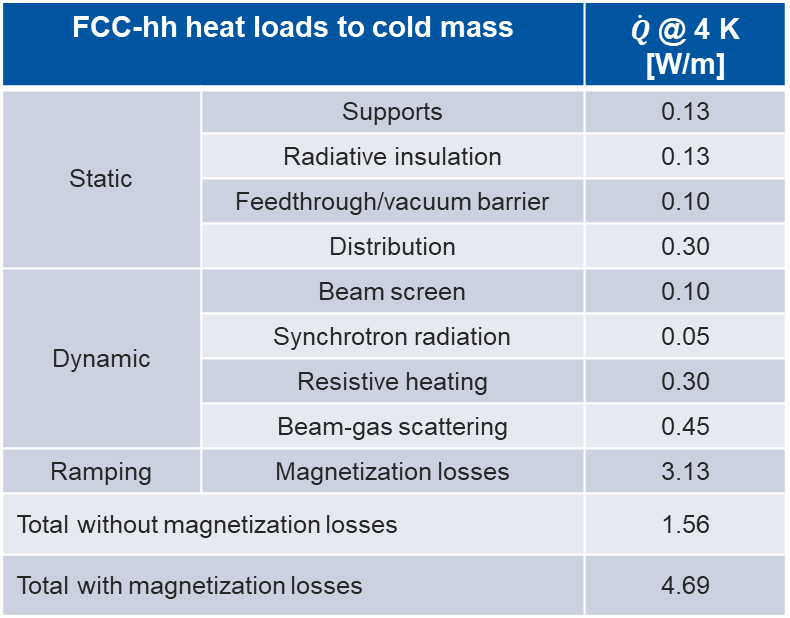 FCC-hh heat loads to cold mass
Q̇ @ 4 K
[W/m]
Static
Supports 0.13
Radiative insulation 0.13
Feedthrough/vacuum barrier 0.10
Distribution 0.30
Dynamic
Beam screen 0.10
Synchrotron radiation 0.05
Resistive heating 0.30
Beam-gas scattering 0.45
Ramping Magnetization losses 3.13
Total without magnetization losses 1.56
Total with magnetization losses 4.69